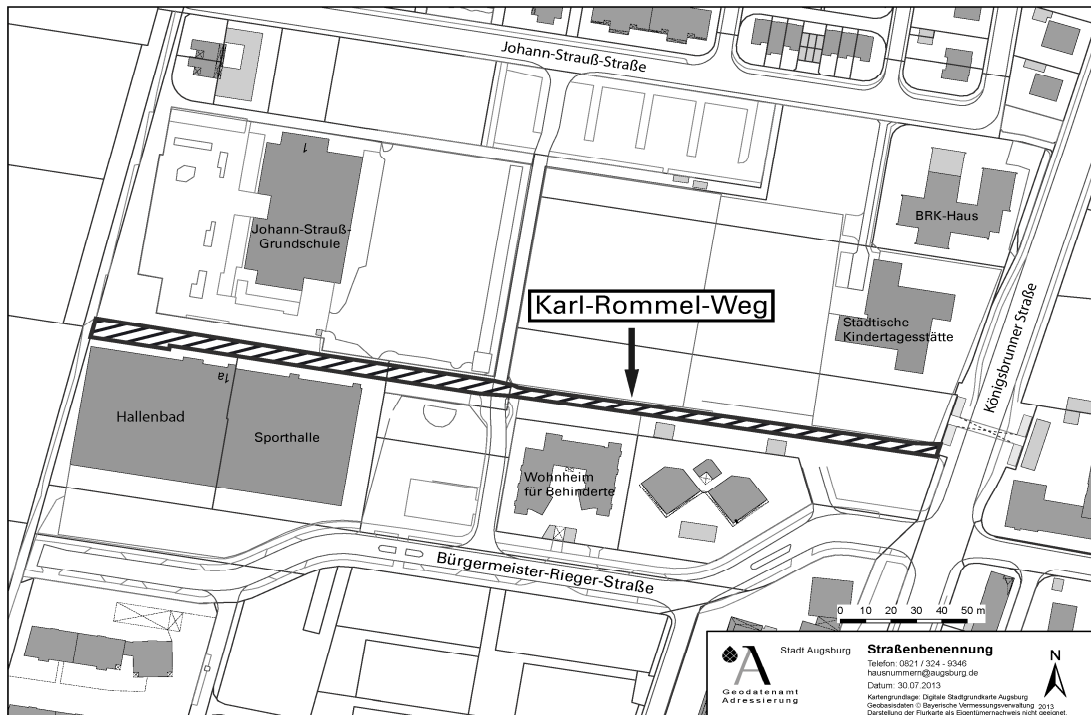 Johann-Strauß-Straße
1
Johann-Strauß-
Grundschule
BRK-Haus
Karl-Rommel-Weg
Städtische
Kindertagesstätte
Königsbrunner Straße
1a
Hallenbad
Sporthalle
Wohnheim
für Behinderte
Bürgermeister-Rieger-Straße
0 10 20 30 40 50 m
Stadt Augsburg
A
Geodatenamt
Adressierung
Straßenbenennung
Telefon: 0821 / 324 - 9346
hausnummern@augsburg.de
Datum: 30.07.2013
Kartengrundlage: Digitale Stadtgrundkarte Augsburg
Geobasisdaten © Bayerische Vermessungsverwaltung 2013
Darstellung der Flurkarte als Eigentümernachweis nicht geeignet.
N